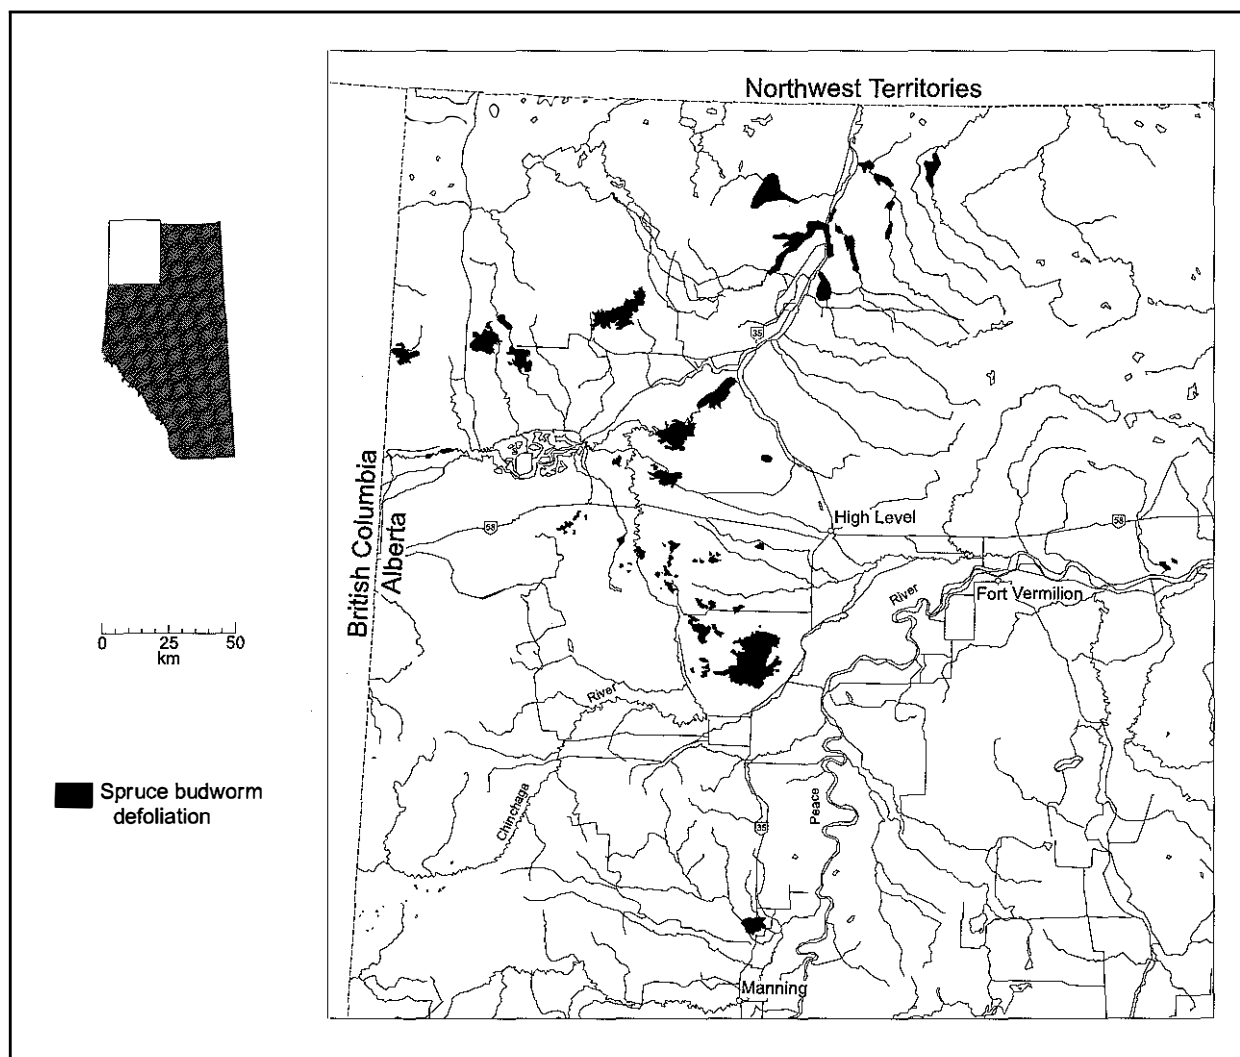 Northwest Territories
35
British Columbia
Alberta
58
High Level
58
River
Fort Vermilion
0 25 50
km
River
Spruce budworm
defoliation
Chinchaga
Peace
35
Manning